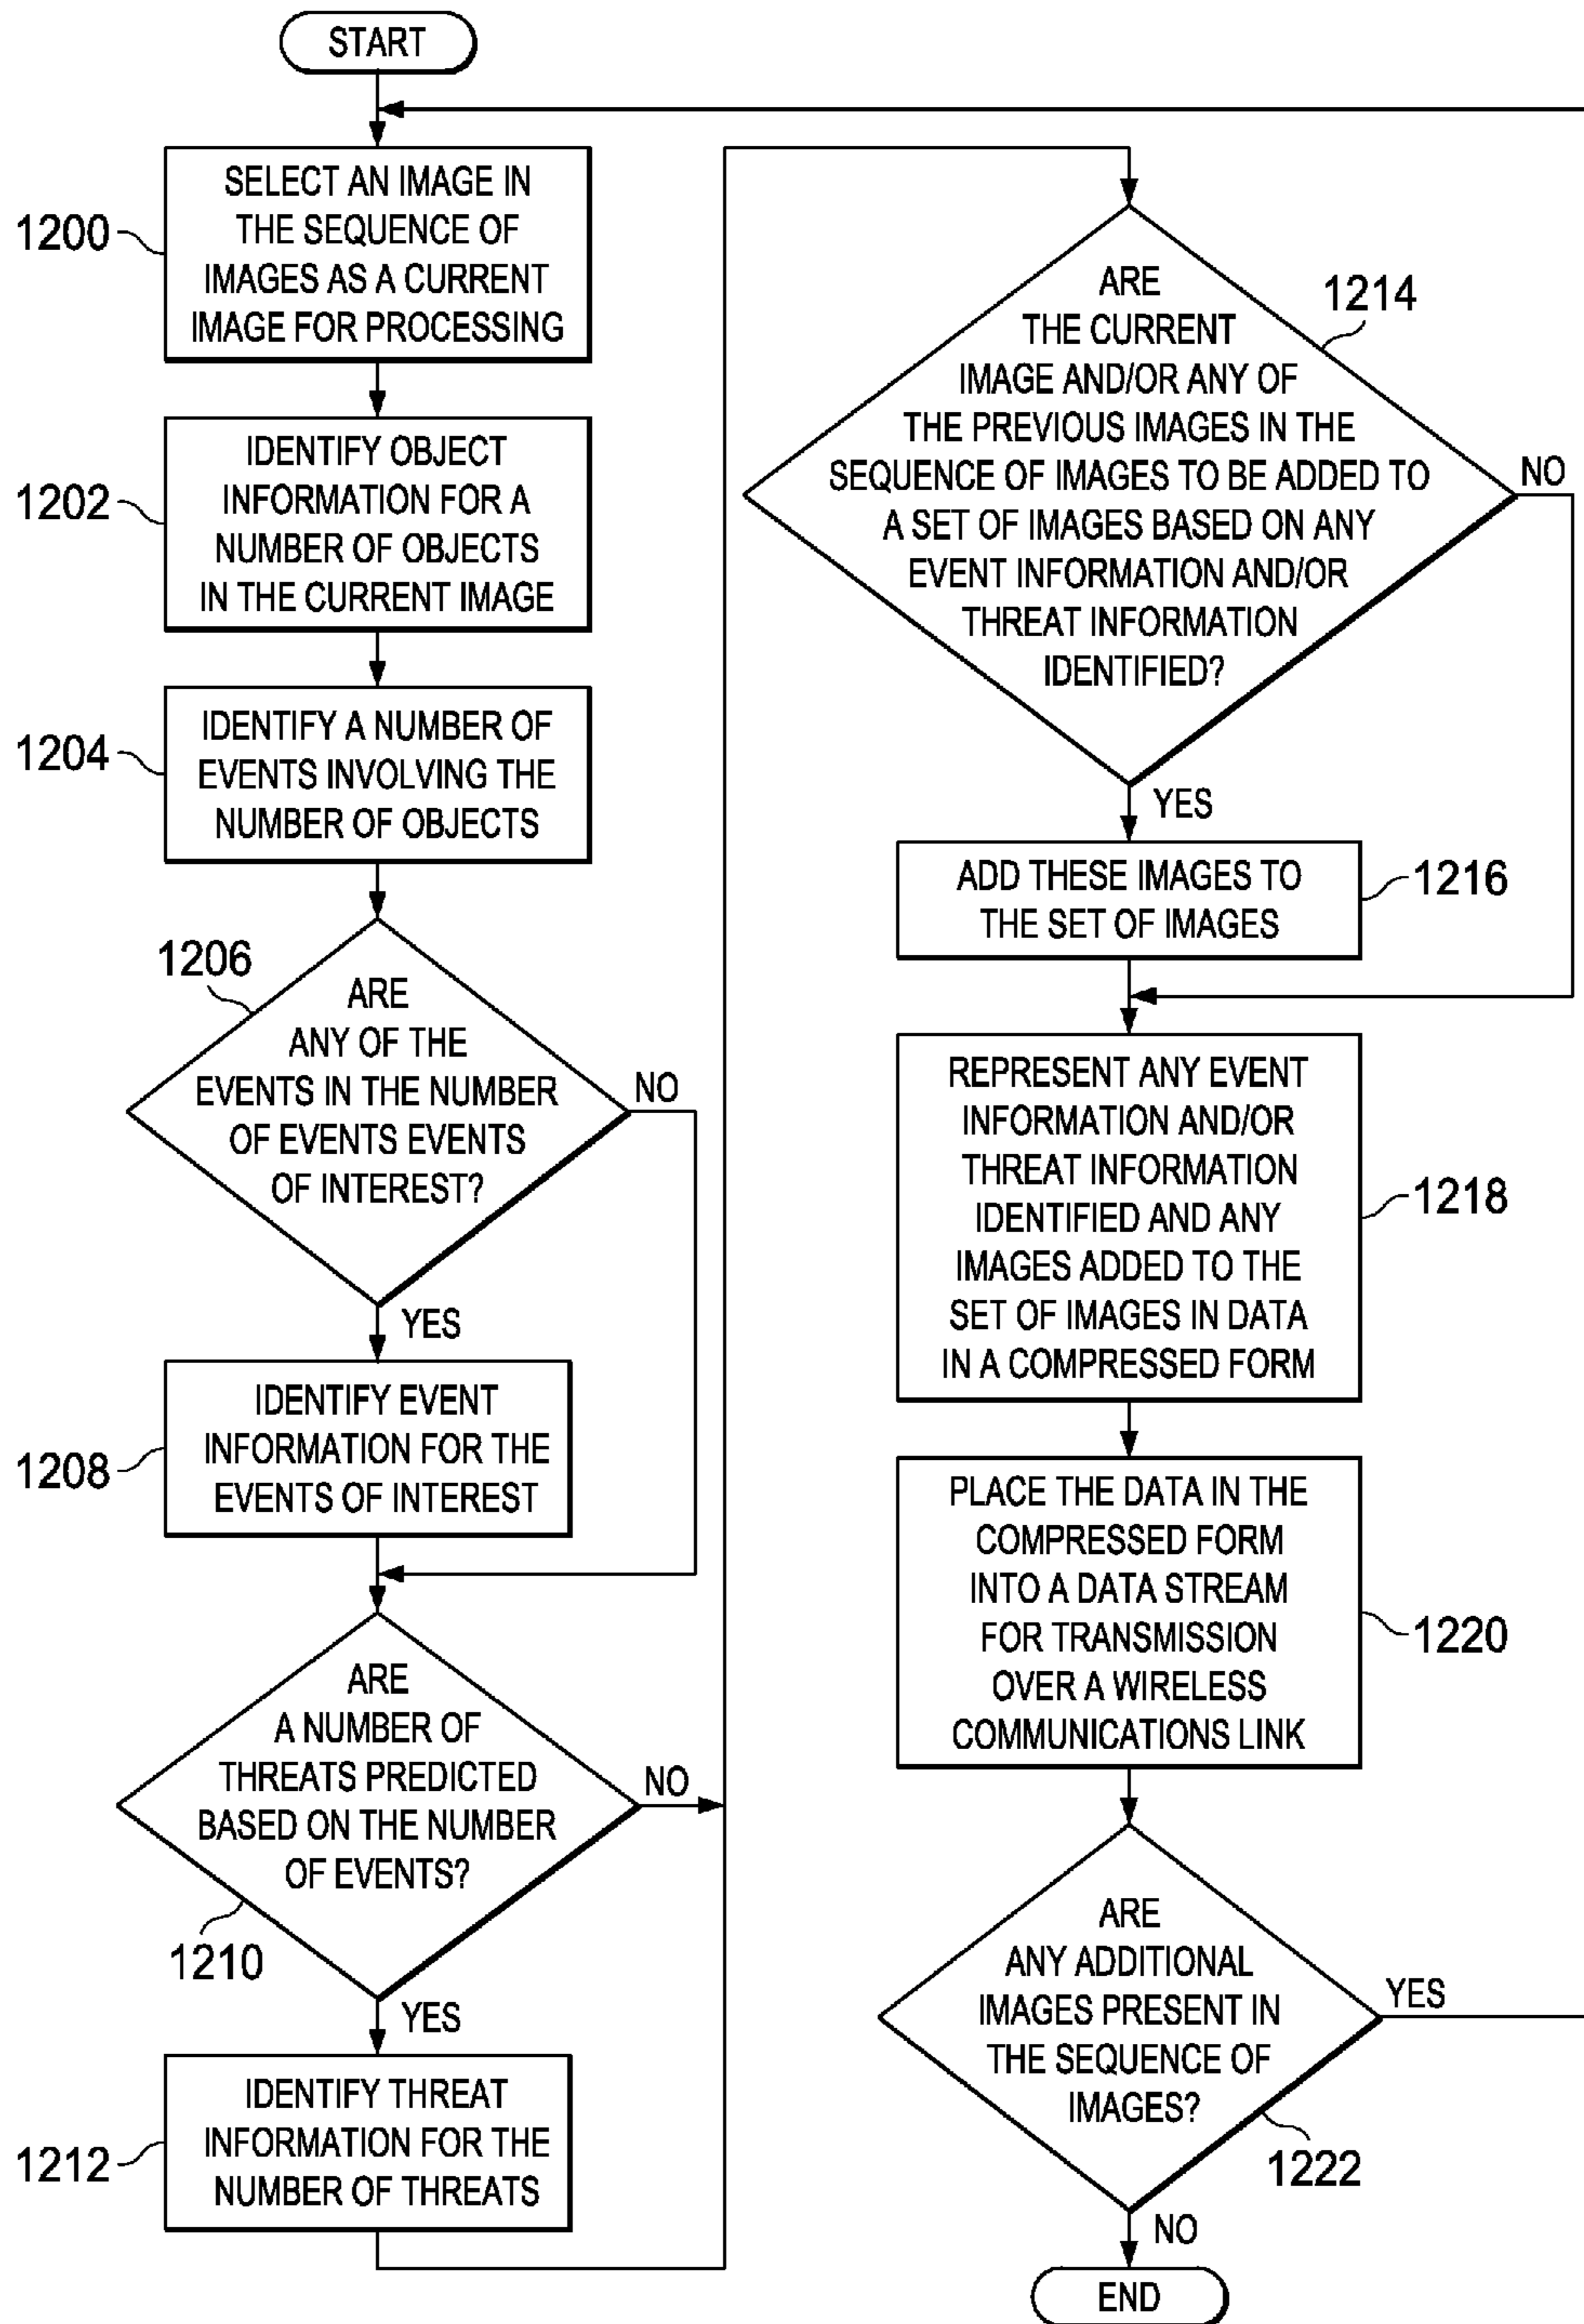 START
1200
SELECT AN IMAGE IN
THE SEQUENCE OF
IMAGES AS A CURRENT
IMAGE FOR PROCESSING
1202
IDENTIFY OBJECT
INFORMATION FOR A
NUMBER OF OBJECTS
IN THE CURRENT IMAGE
1204
IDENTIFY A NUMBER OF
EVENTS INVOLVING THE
NUMBER OF OBJECTS
1206
ARE
ANY OF THE
EVENTS IN THE NUMBER
OF EVENTS EVENTS
OF INTEREST?
NO
YES
1208
IDENTIFY EVENT
INFORMATION FOR THE
EVENTS OF INTEREST
ARE
A NUMBER OF
THREATS PREDICTED
BASED ON THE NUMBER
OF EVENTS?
NO
1210
YES
1212
IDENTIFY THREAT
INFORMATION FOR THE
NUMBER OF THREATS
1214
ARE
THE CURRENT
IMAGE AND/OR ANY OF
THE PREVIOUS IMAGES IN THE
SEQUENCE OF IMAGES TO BE ADDED TO
A SET OF IMAGES BASED ON ANY
EVENT INFORMATION AND/OR
THREAT INFORMATION
IDENTIFIED?
NO
YES
ADD THESE IMAGES TO
THE SET OF IMAGES
1216
REPRESENT ANY EVENT
INFORMATION AND/OR
THREAT INFORMATION
IDENTIFIED AND ANY
IMAGES ADDED TO THE
SET OF IMAGES IN DATA
IN A COMPRESSED FORM
1218
PLACE THE DATA IN THE
COMPRESSED FORM
INTO A DATA STREAM
FOR TRANSMISSION
OVER A WIRELESS
COMMUNICATIONS LINK
1220
ARE
ANY ADDITIONAL
IMAGES PRESENT IN
THE SEQUENCE OF
IMAGES?
YES
1222
NO
END